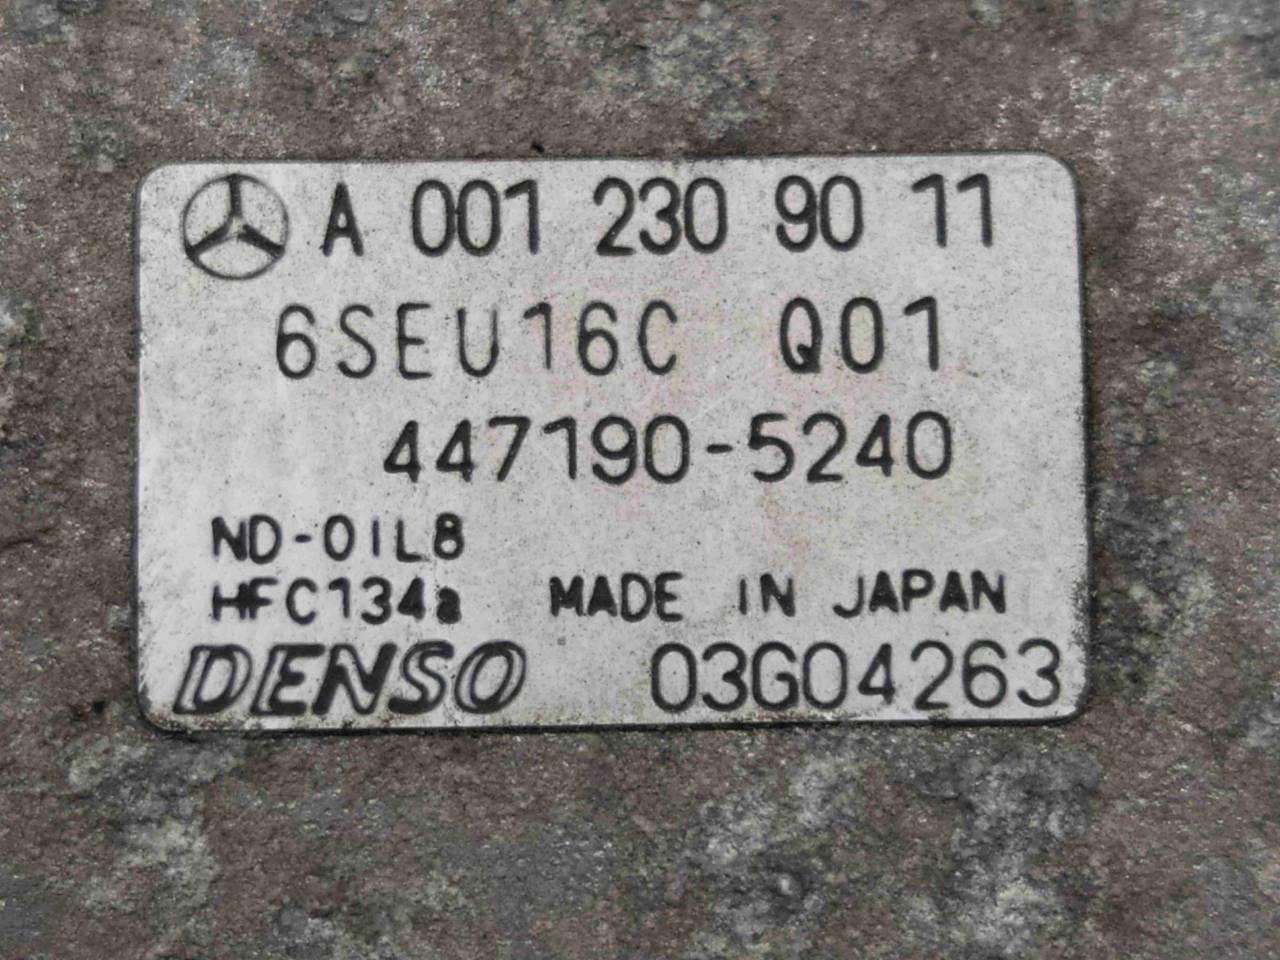 A 001 230 90 11
6SEU16C Q01
447190-5240
ND-OIL8
HFC134a MADE IN JAPAN
DENSO 03G04263